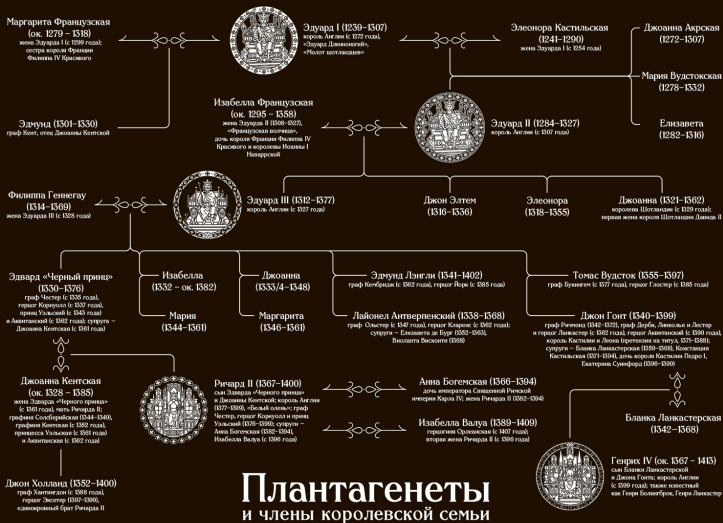 Маргарита Французская
(ок. 1279 - 1318)
жена Эдуарда I (с 1299 года);
сестра короля Франции
Филиппа IV Красивого
Эдуард I (1239-1307)
король Англии (с 1272 года),
«Эдуард Длинноногий»,
«Молот шотландцев»
Элеонора Кастильская
(1241-1290)
жена Эдуарда I (с 1254 года)
Джоанна Акрская
(1272-1307)
Мария Вудстокская
(1278-1332)
Елизавета
(1282-1316)
Эдмунд (1301-1330)
граф Кент, отец Джоанны Кентской
Изабелла Французская
(ок. 1295 - 1358)
жена Эдуарда II (1308-1327),
«Французская волчица»,
дочь короля Франции Филиппа IV
Красивого и королевы Иоанны I
Наваррской
Эдуард II (1284-1327)
король Англии (с 1307 года)
Филиппа Геннегау
(1314-1369)
жена Эдуарда III (с 1328 года)
Эдуард III (1312-1377)
король Англии (с 1327 года)
Джон Элтем
(1316-1336)
Элеонора
(1318-1355)
Джоанна (1321-1362)
королева Шотландии (с 1329 года);
первая жена короля Шотландии Давида II
Эдвард «Черный принц»
(1330-1376)
граф Честер (с 1333 года),
герцог Корнуолл (с 1337 года),
принц Уэльский (с 1343 года)
и Аквитанский (с 1362 года); супруга –
Джоанна Кентская (с 1361 года)
Изабелла
(1332 - ок. 1382)
Джоанна
(1333/4-1348)
Эдмунд Лэнгли (1341-1402)
граф Кембридж (с 1362 года), герцог Йорк (с 1385 года)
Томас Вудсток (1355-1397)
граф Букингем (с 1377 года), герцог Глостер (с 1385 года)
Мария
(1344-1361)
Маргарита
(1346-1361)
Лайонел Антверпенский (1338-1368)
граф Ольстер (с 1347 года), герцог Кларенс (с 1362 года);
супруги – Елизавета де Бург (1352-1363),
Виоланта Висконти (1368)
Джон Гонт (1340-1399)
граф Ричмонд (1342-1372), граф Дерби, Линкольн и Лестер
и герцог Ланкастер (с 1362 года), герцог Аквитанский (с 1390 года),
король Кастилии и Леона (претензия на титул, 1371-1388);
супруги – Бланка Ланкастерская (1359-1368), Констанция
Кастильская (1371-1394), дочь короля Кастилии Педро I,
Екатерина Суинфорд (1396-1399)
Джоанна Кентская
(ок. 1328 - 1385)
жена Эдварда «Черного принца»
(с 1361 года), мать Ричарда II;
графиня Солсберийская (1344-1349),
графиня Кентская (с 1352 года),
принцесса Уэльская (с 1361 года)
и Аквитанская (с 1362 года)
Ричард II (1367-1400)
сын Эдварда «Черного принца»
и Джоанны Кентской; король Англии
(1377-1399), «Белый олень»; граф
Честер, герцог Корнуолл и принц
Уэльский (1376-1399); супруги –
Анна Богемская (1382-1394),
Изабелла Валуа (с 1396 года)
Анна Богемская (1366-1394)
дочь императора Священной Римской
империи Карла IV; жена Ричарда II (1382-1394)
Изабелла Валуа (1389-1409)
герцогиня Орлеанская (с 1407 года);
вторая жена Ричарда II (с 1396 года)
Бланка Ланкастерская
(1342-1368)
Джон Холланд (1352-1400)
граф Хантингдон (с 1388 года),
герцог Эксетер (1397-1399),
единоутробный брат Ричарда II
Генрих IV (ок. 1367 - 1413)
сын Бланки Ланкастерской
и Джона Гонта; король Англии
(с 1399 года); также известный
как Генри Болингброк, Генри Ланкастер
Плантагенеты
и члены королевской семьи